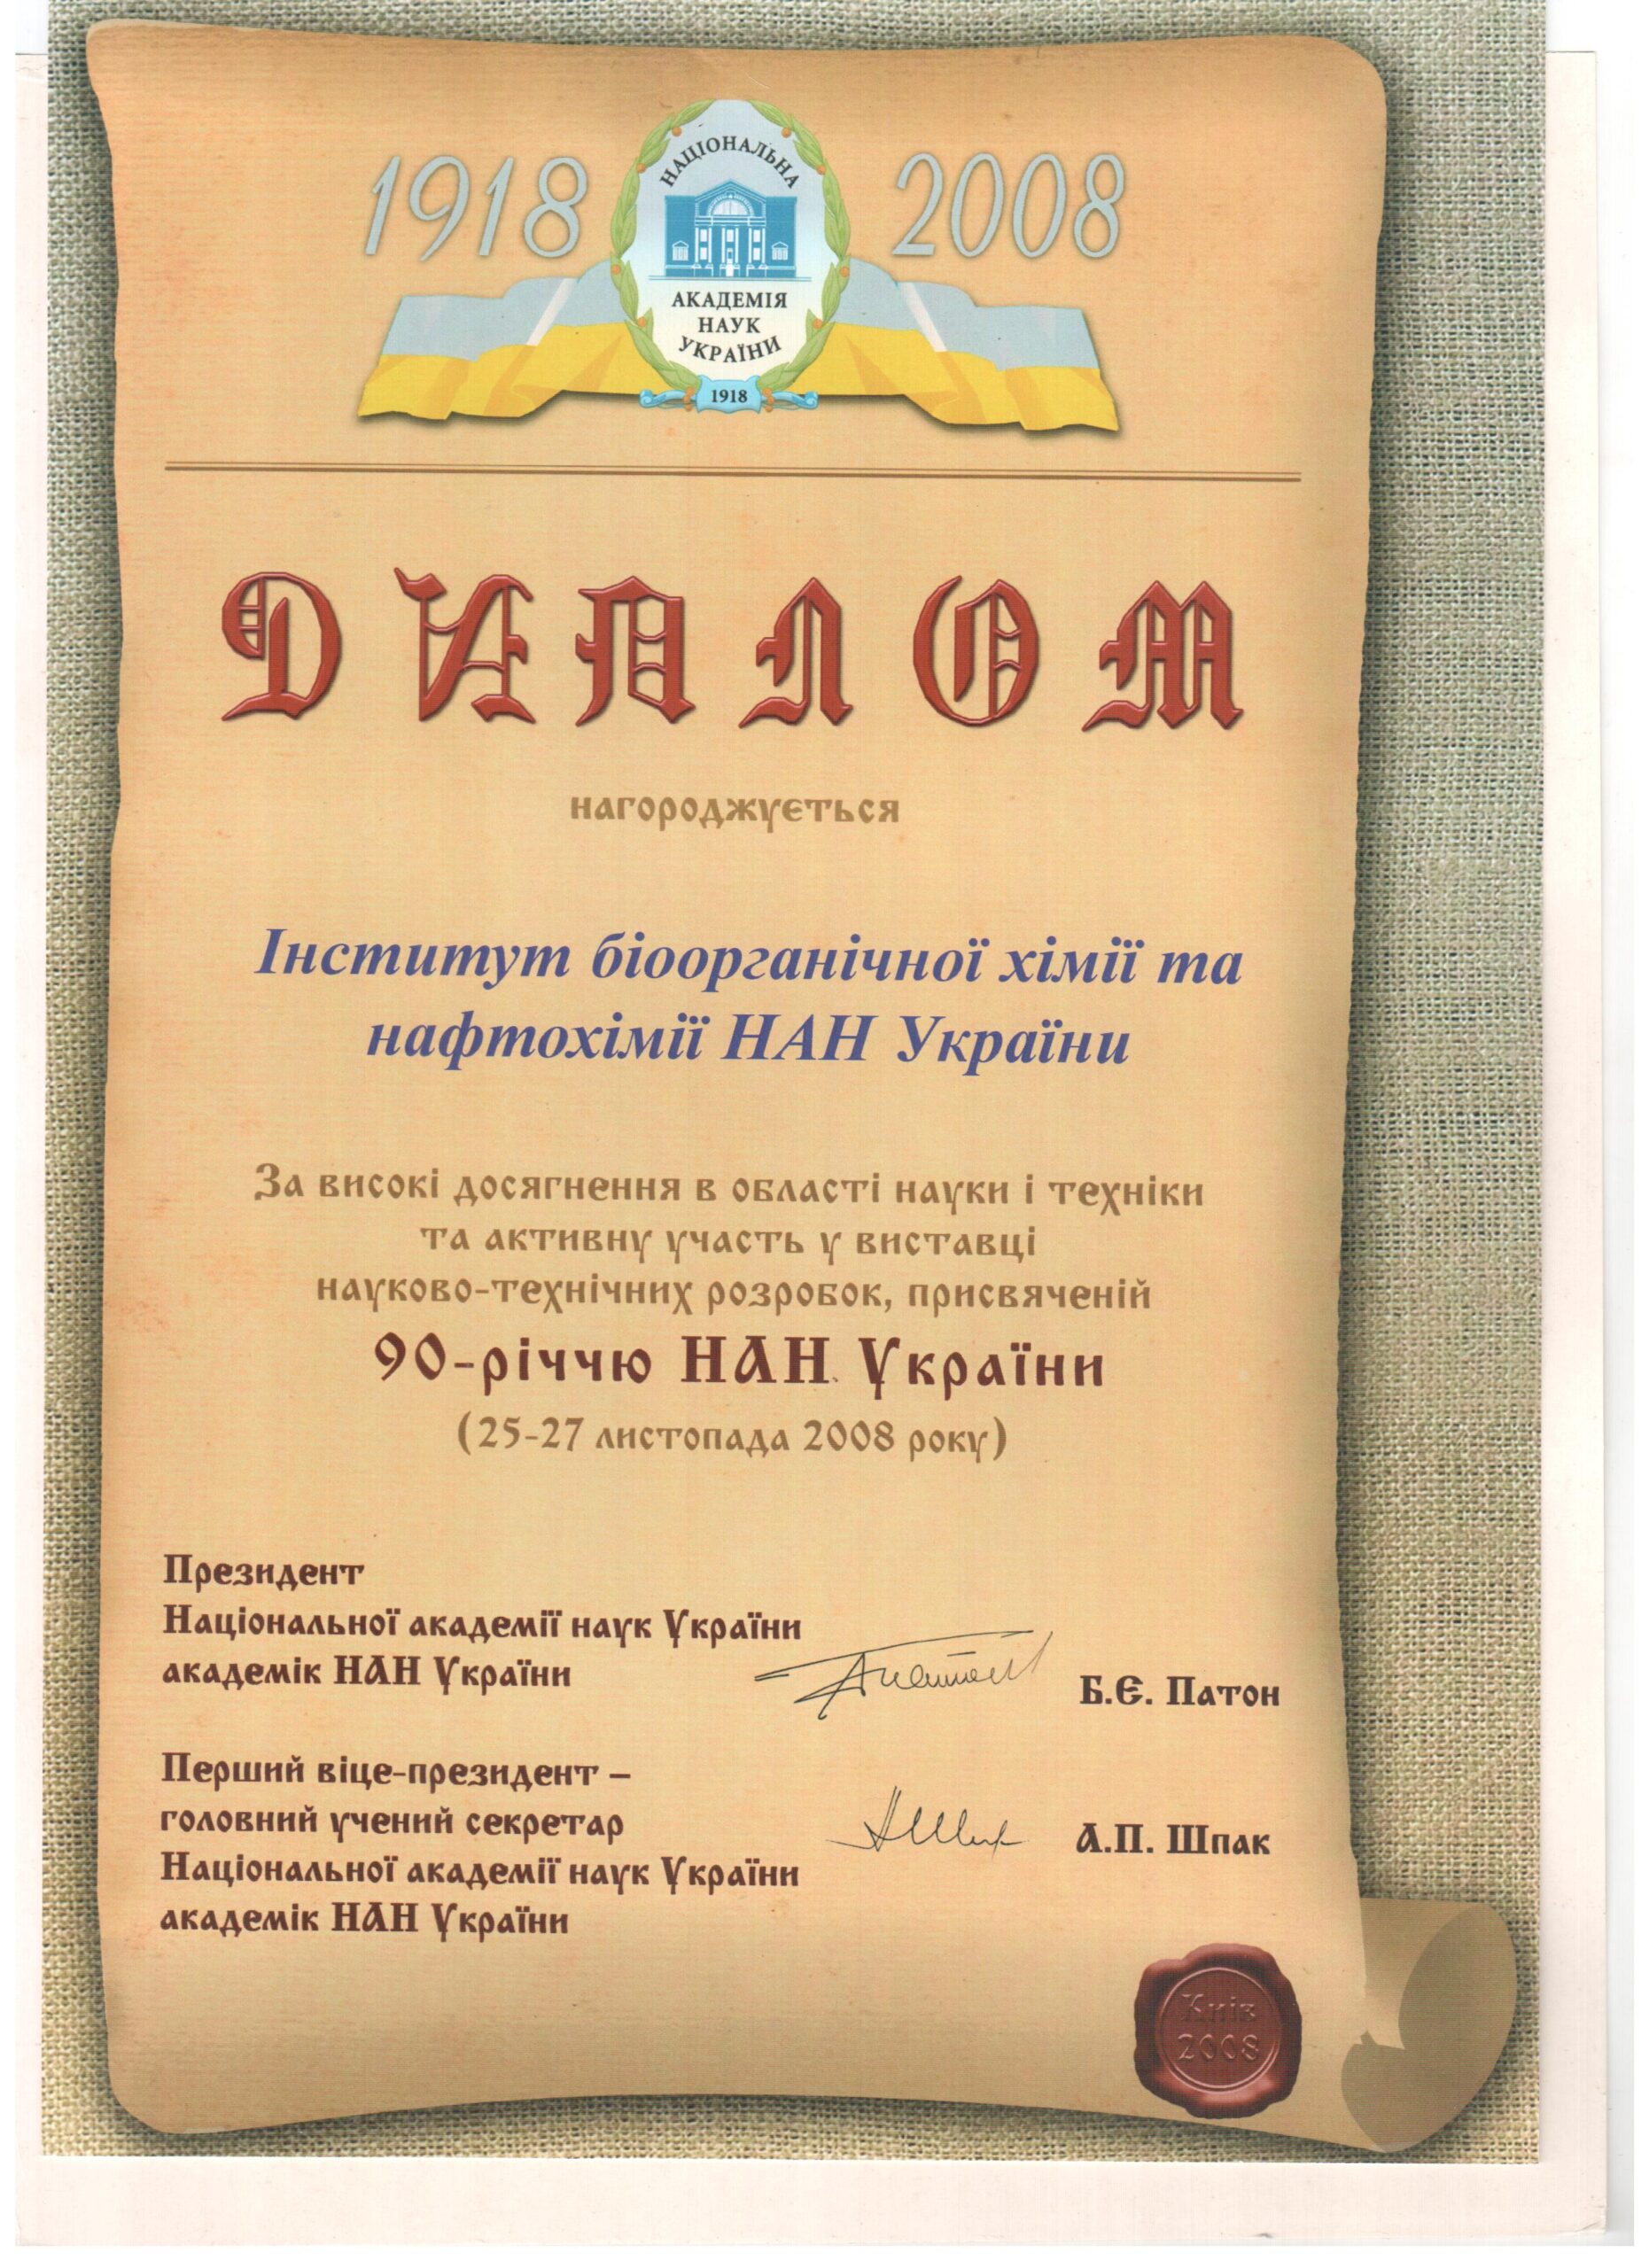 1918 2008
НАЦІОНАЛЬНА
АКАДЕМІЯ
НАУК
УКРАЇНИ
1918
ДИПЛОМ
нагороджується
Інститут біоорганічної хімії та
нафтохімії НАН України
За високі досягнення в області науки і техніки
та активну участь у виставці
науково-технічних розробок, присвяченій
90-річчю НАН України
(25-27 листопада 2008 року)
Президент
Національної академії наук України
академік НАН України
Б.Є. Патон
Перший віце-президент –
головний учений секретар
Національної академії наук України
академік НАН України
А.П. Шпак
Київ
2008